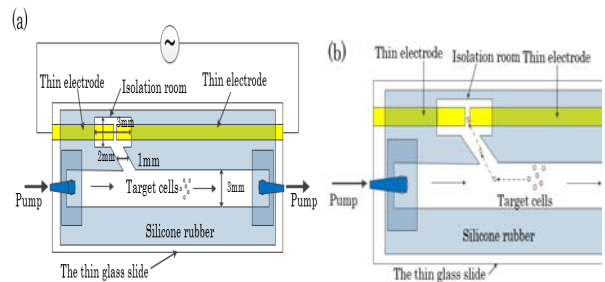 (a)
~
Thin electrode
Isolation room
Thin electrode
3mm
2mm
1mm
Target cells
3mm
Pump
Pump
Silicone rubber
The thin glass slide
(b)
Isolation room
Thin electrode
Thin electrode
Pump
Target cells
Silicone rubber
The thin glass slide